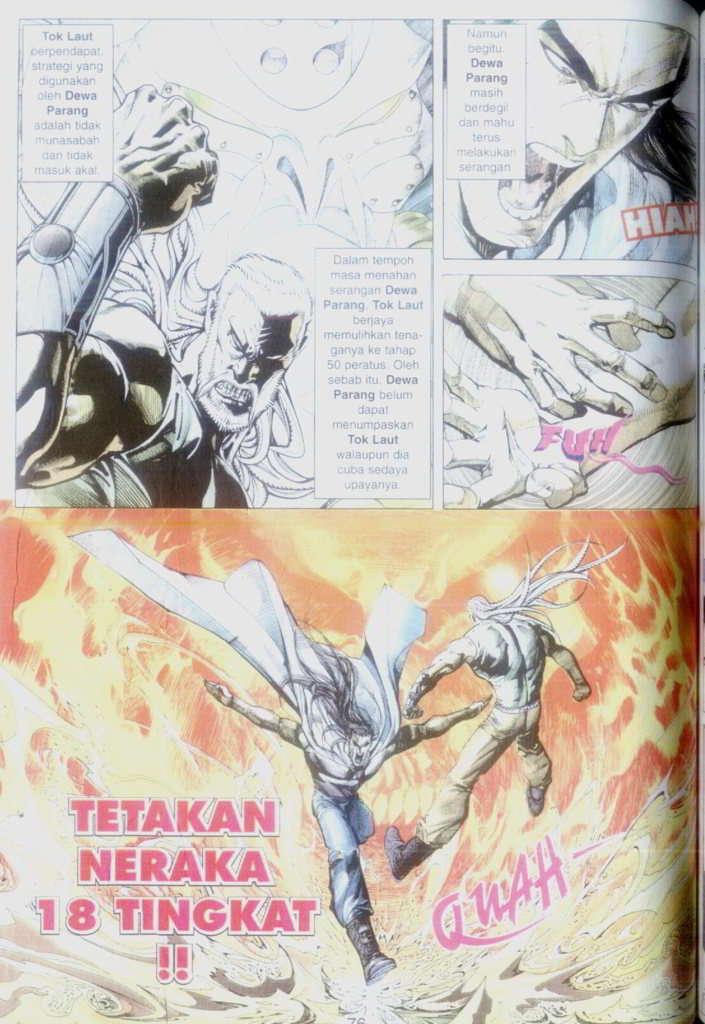 Tok Laut
berpendapat,
strategi yang
digunakan
oleh Dewa
Parang
adalah tidak
munasabah
dan tidak
masuk akal.
Dalam tempoh
masa menahan
serangan Dewa
Parang, Tok Laut
berjaya
memulihkan tena-
ganya ke tahap
50 peratus. Oleh
sebab itu, Dewa
Parang belum
dapat
menumpaskan
Tok Laut
walaupun dia
cuba sedaya
upayanya.
Namun
begitu,
Dewa
Parang
masih
berdegil
dan mahu
terus
melakukan
serangan.
HIAH
FUH
TETAKAN
NERAKA
18 TINGKAT
!!
QUAH
76